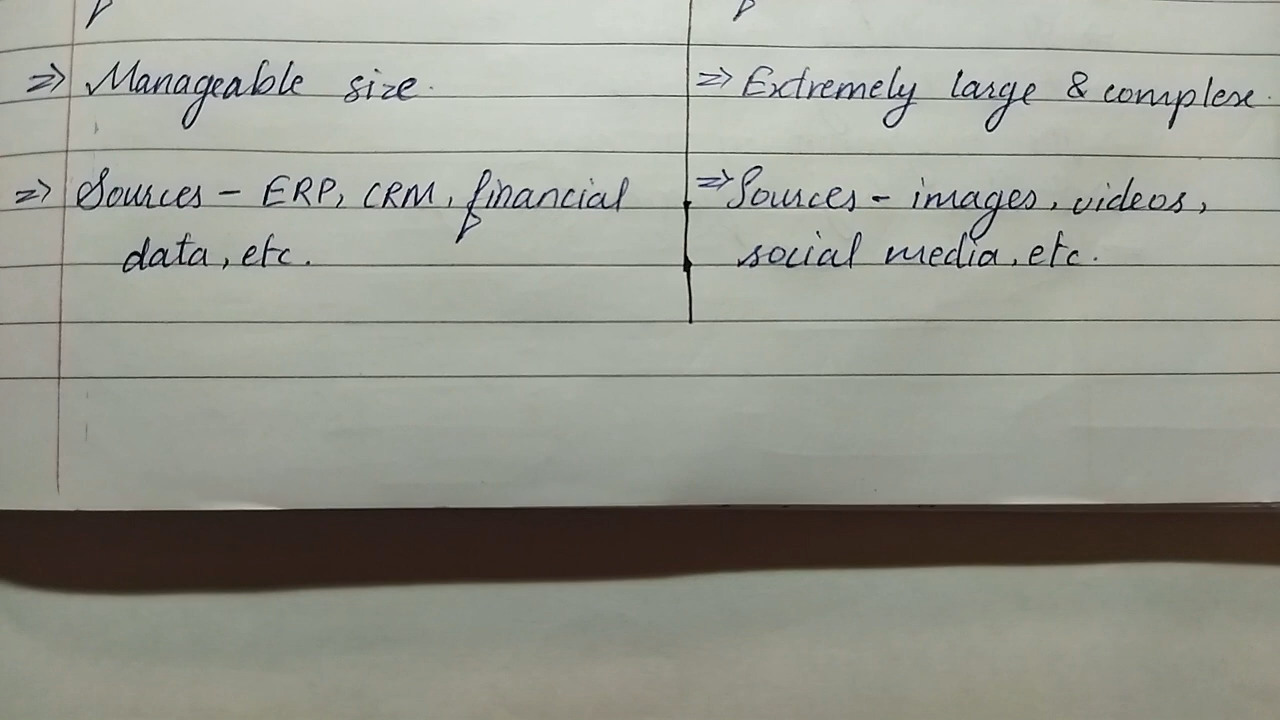 ⇒ Manageable size.
⇒ Extremely large & complex.
⇒ Sources - ERP, CRM, financial
data, etc.
⇒ Sources - images, videos,
social media, etc.